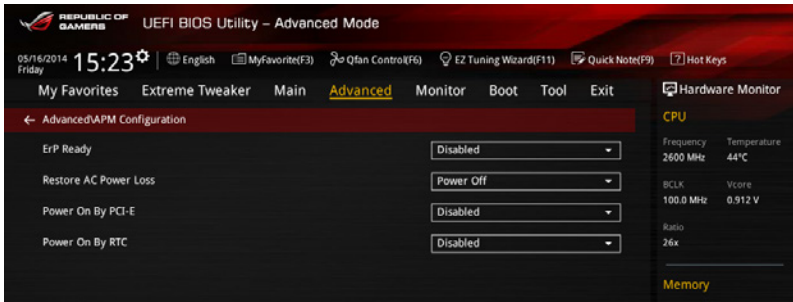 REPUBLIC OF GAMERS UEFI BIOS Utility – Advanced Mode
05/16/2014 Friday 15:23 English MyFavorite(F3) Qfan Control(F6) EZ Tuning Wizard(F11) Quick Note(F9) ? Hot Keys
My Favorites Extreme Tweaker Main Advanced Monitor Boot Tool Exit
Hardware Monitor
← Advanced\APM Configuration
ErP Ready Disabled
Restore AC Power Loss Power Off
Power On By PCI-E Disabled
Power On By RTC Disabled
CPU
Frequency Temperature
2600 MHz 44°C
BCLK Vcore
100.0 MHz 0.912 V
Ratio
26x
Memory